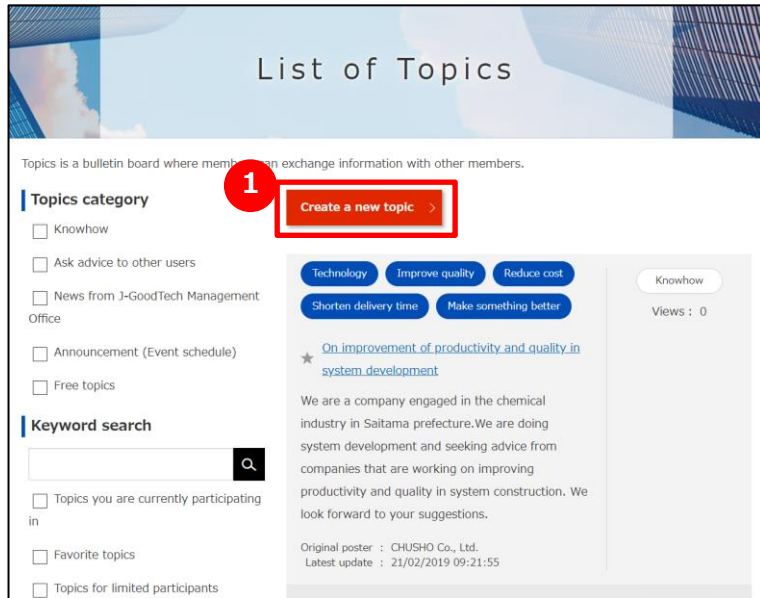 List of Topics
Topics is a bulletin board where memb an exchange information with other members.
1
Topics category
Knowhow
Ask advice to other users
News from J-GoodTech Management
Office
Announcement (Event schedule)
Free topics
Keyword search
Topics you are currently participating
in
Favorite topics
Topics for limited participants
Create a new topic >
Technology Improve quality Reduce cost
Shorten delivery time Make something better
Knowhow
Views : 0
★ On improvement of productivity and quality in
system development
We are a company engaged in the chemical
industry in Saitama prefecture.We are doing
system development and seeking advice from
companies that are working on improving
productivity and quality in system construction. We
look forward to your suggestions.
Original poster : CHUSHO Co., Ltd.
Latest update : 21/02/2019 09:21:55